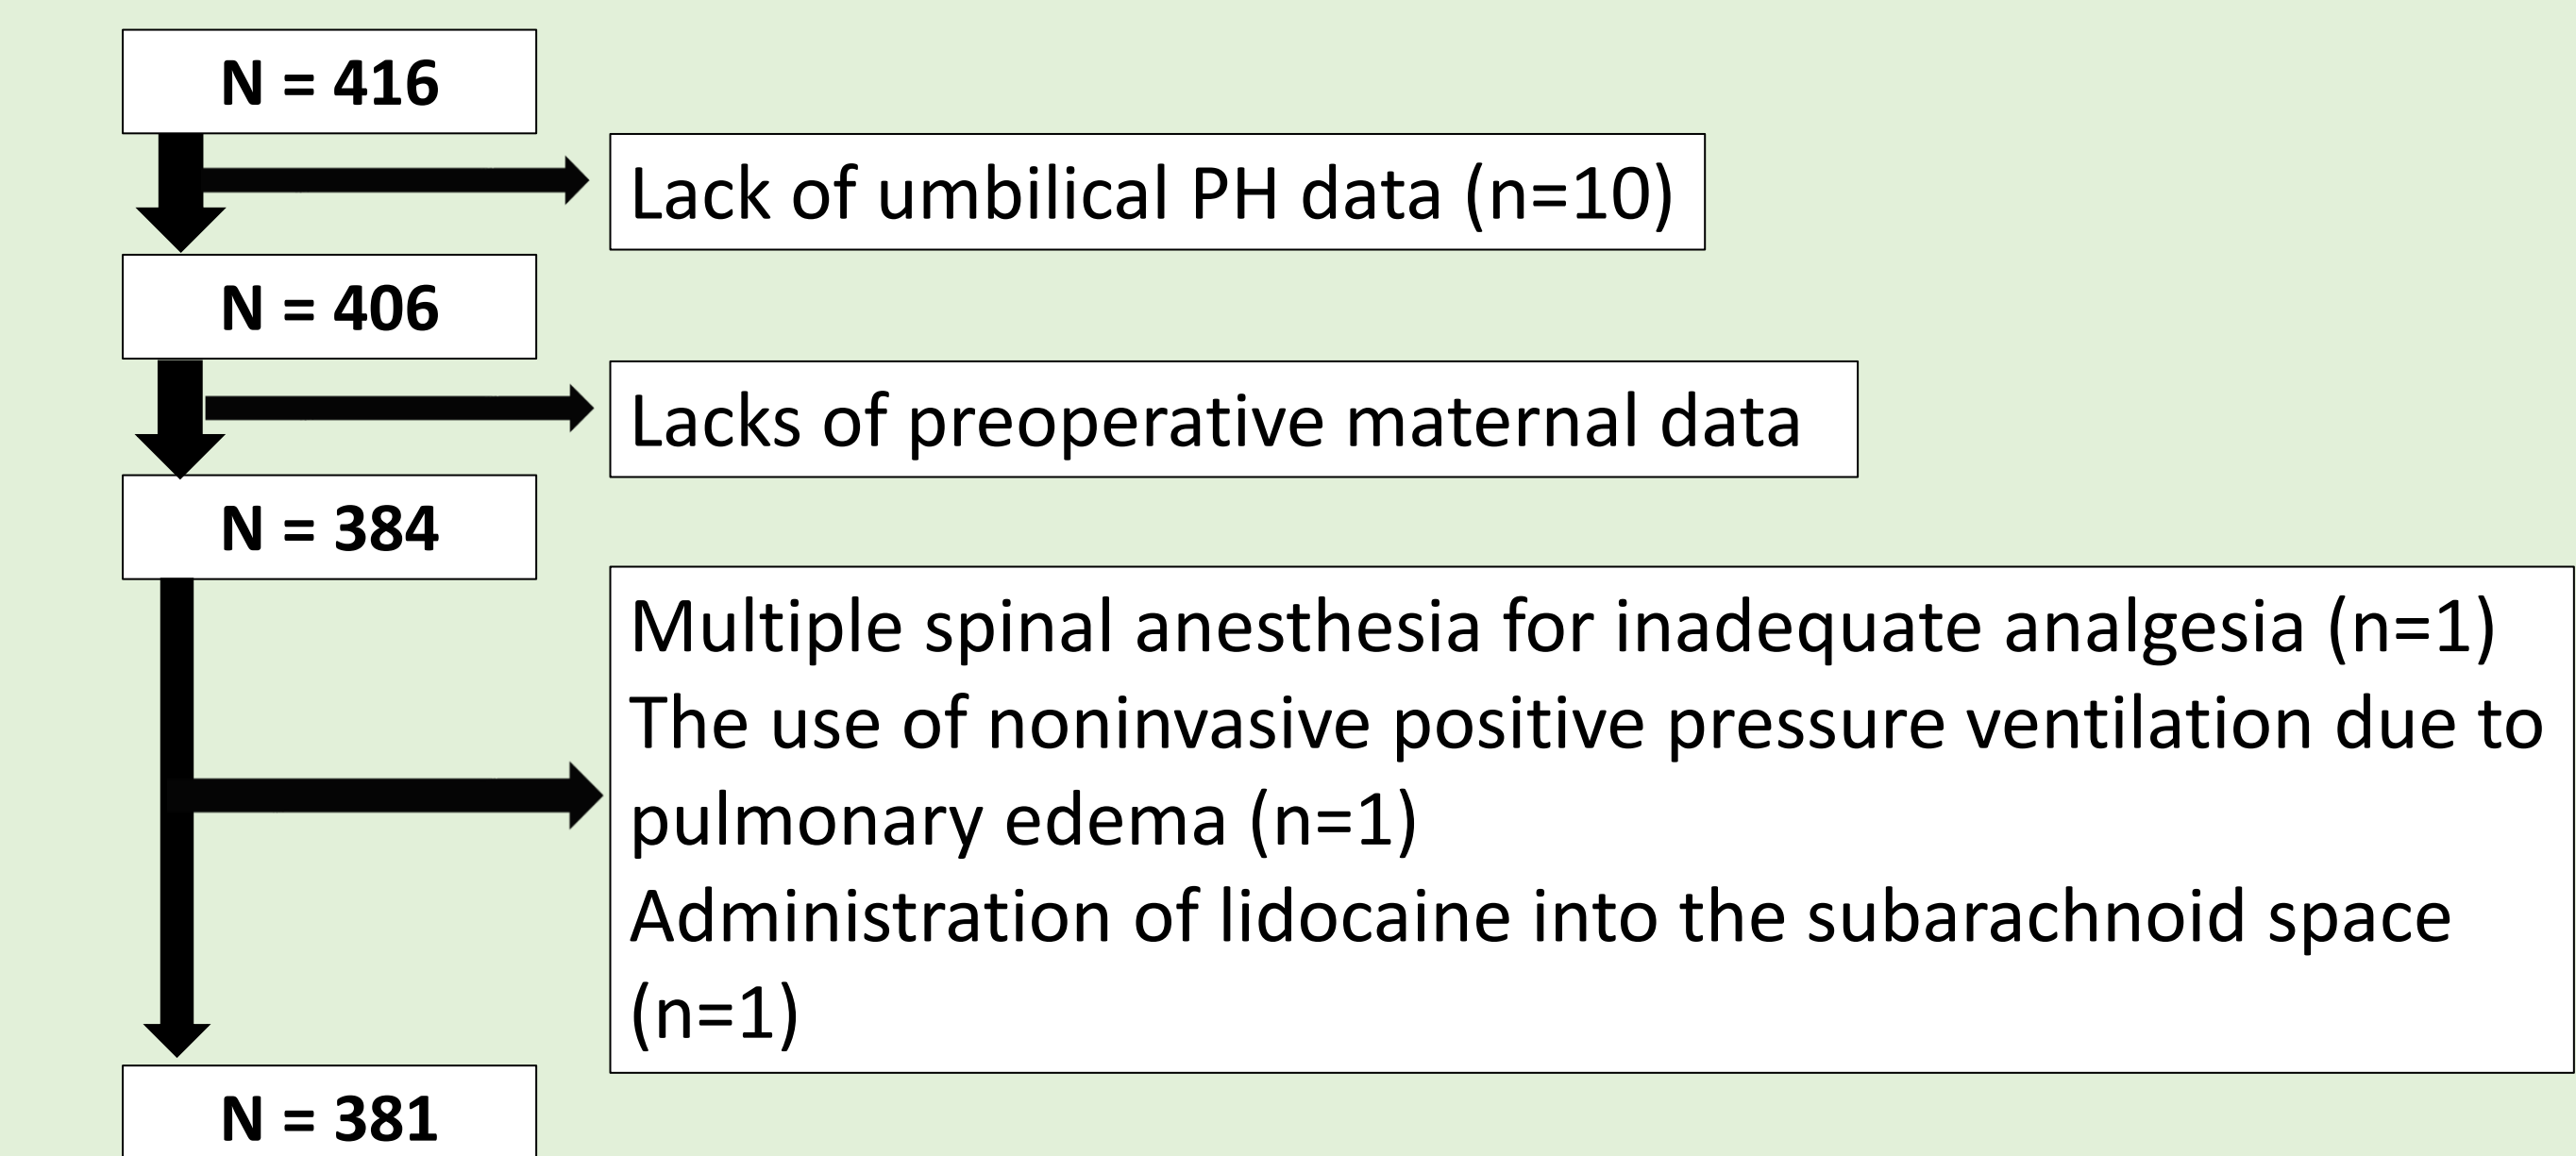 N = 416
Lack of umbilical PH data (n=10)
N = 406
Lacks of preoperative maternal data
N = 384
Multiple spinal anesthesia for inadequate analgesia (n=1)
The use of noninvasive positive pressure ventilation due to
pulmonary edema (n=1)
Administration of lidocaine into the subarachnoid space
(n=1)
N = 381